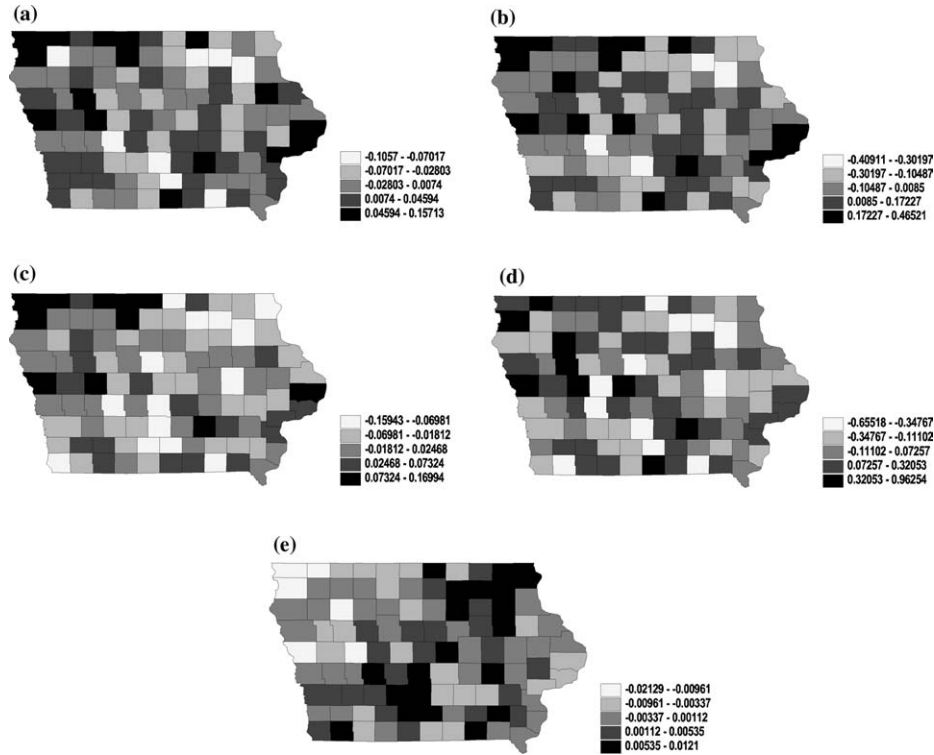 (a)
-0.1057 - -0.07017
-0.07017 - -0.02803
-0.02803 - 0.0074
0.0074 - 0.04594
0.04594 - 0.15713
(b)
-0.40911 - -0.30197
-0.30197 - -0.10487
-0.10487 - 0.0085
0.0085 - 0.17227
0.17227 - 0.46521
(c)
-0.15943 - -0.06981
-0.06981 - -0.01812
-0.01812 - 0.02468
0.02468 - 0.07324
0.07324 - 0.16994
(d)
-0.65518 - -0.34767
-0.34767 - -0.11102
-0.11102 - 0.07257
0.07257 - 0.32053
0.32053 - 0.96254
(e)
-0.02129 - -0.00961
-0.00961 - -0.00337
-0.00337 - 0.00112
0.00112 - 0.00535
0.00535 - 0.0121